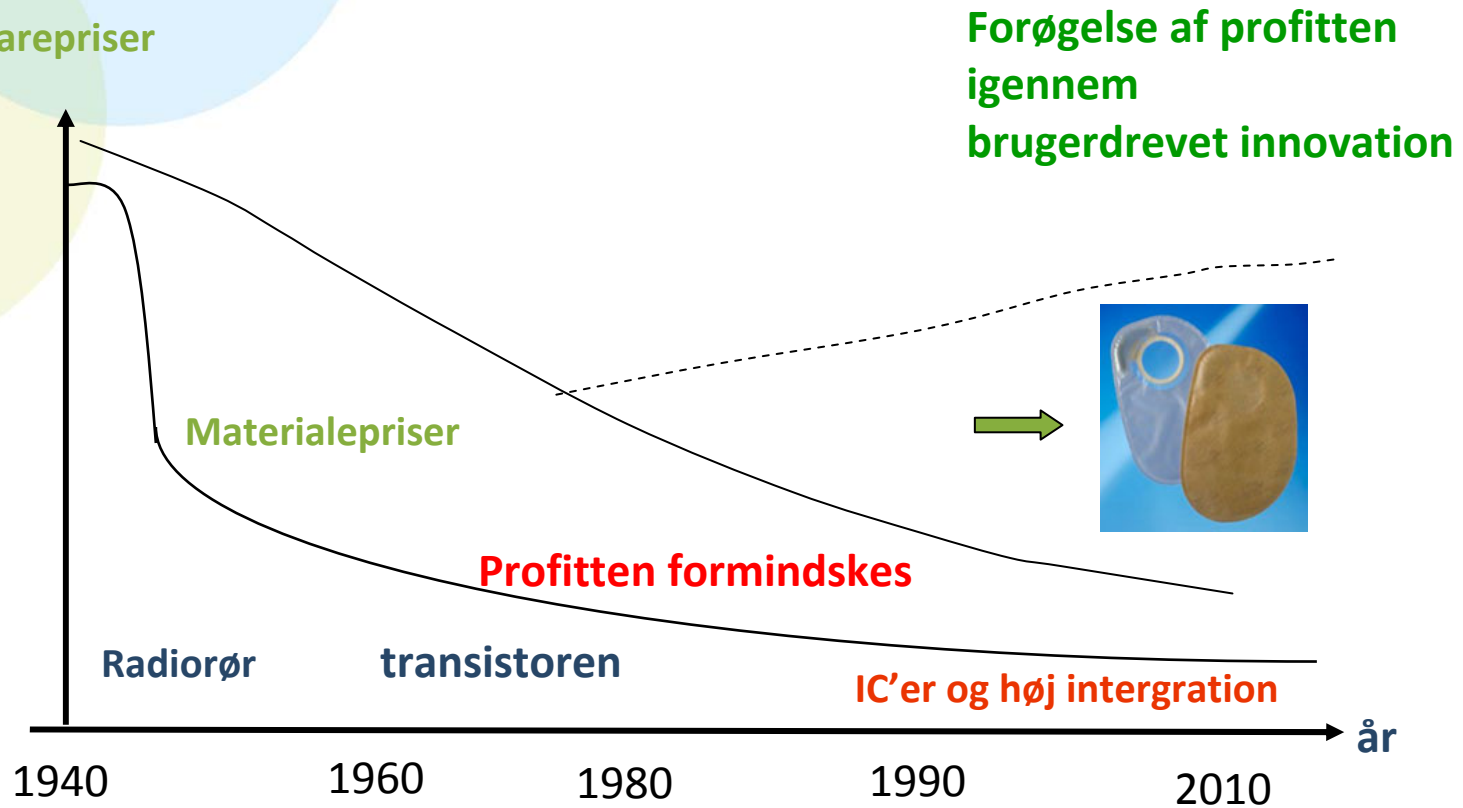 arepriser
Forøgelse af profitten
igennem
brugerdrevet innovation
Materialepriser
Profitten formindskes
Radiorør
transistoren
IC’er og høj intergration
år
1940
1960
1980
1990
2010